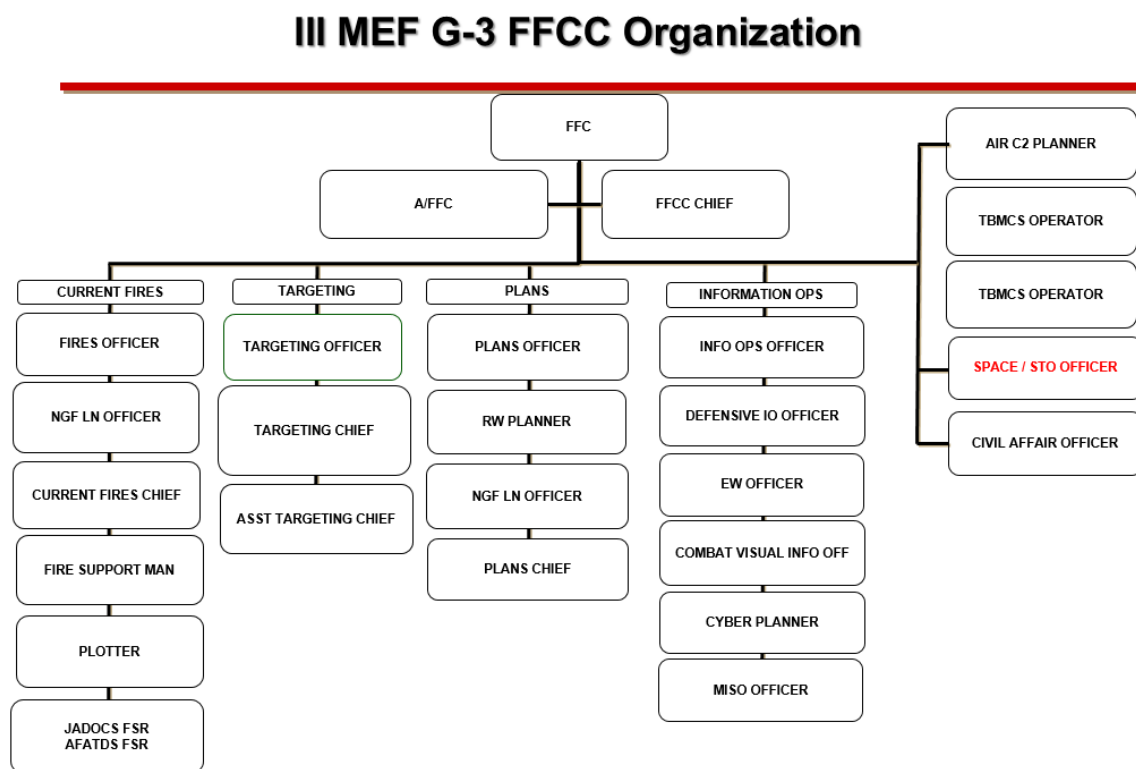 III MEF G-3 FFCC Organization
FFC
A/FFC
FFCC CHIEF
CURRENT FIRES
FIRES OFFICER
NGF LN OFFICER
CURRENT FIRES CHIEF
FIRE SUPPORT MAN
PLOTTER
JADOCS FSR
AFATDS FSR
TARGETING
TARGETING OFFICER
TARGETING CHIEF
ASST TARGETING CHIEF
PLANS
PLANS OFFICER
RW PLANNER
NGF LN OFFICER
PLANS CHIEF
INFORMATION OPS
INFO OPS OFFICER
DEFENSIVE IO OFFICER
EW OFFICER
COMBAT VISUAL INFO OFF
CYBER PLANNER
MISO OFFICER
AIR C2 PLANNER
TBMCS OPERATOR
TBMCS OPERATOR
SPACE / STO OFFICER
CIVIL AFFAIR OFFICER